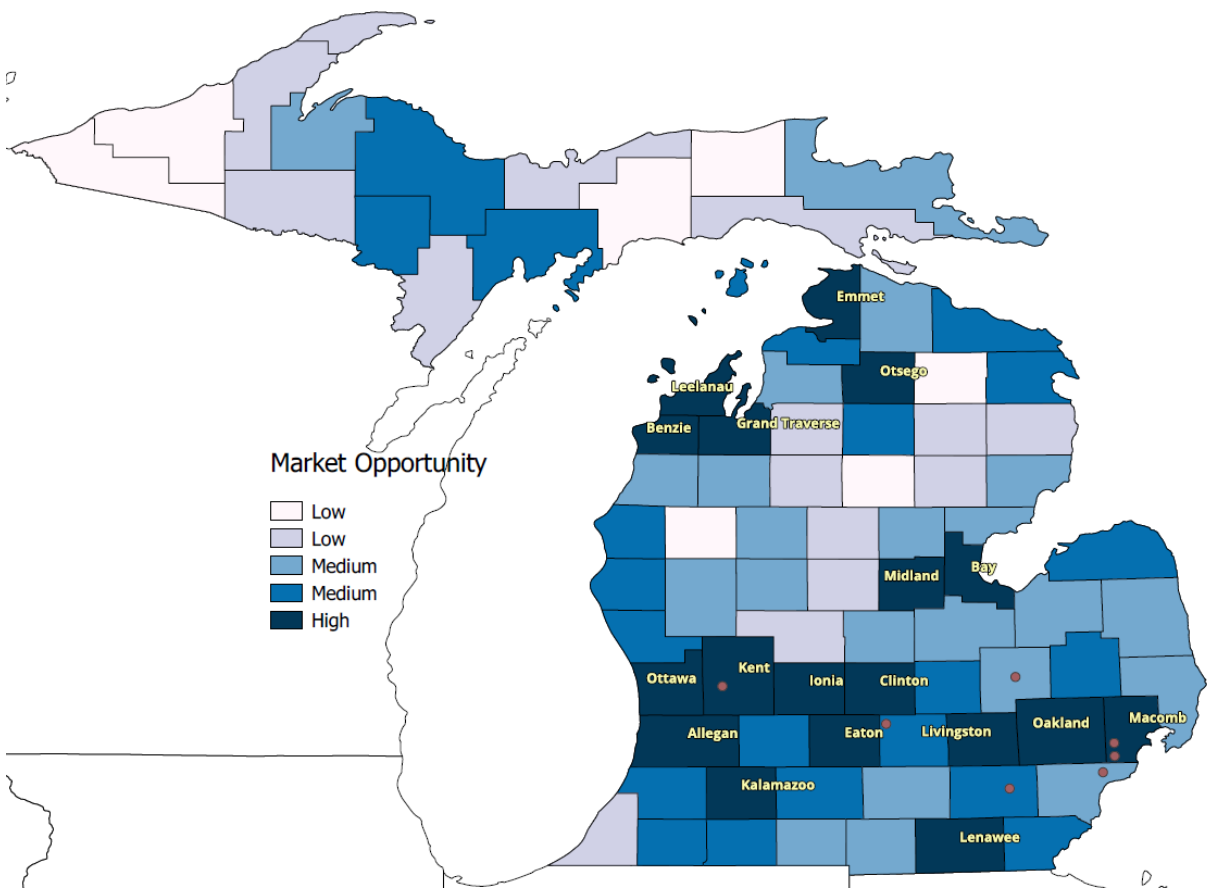 Emmet
Otsego
Leelanau
Grand Traverse
Benzie
Market Opportunity
Low
Low
Medium
Medium
High
Bay
Midland
Kent
Ottawa
Ionia
Clinton
Macomb
Oakland
Allegan
Eaton
Livingston
Kalamazoo
Lenawee